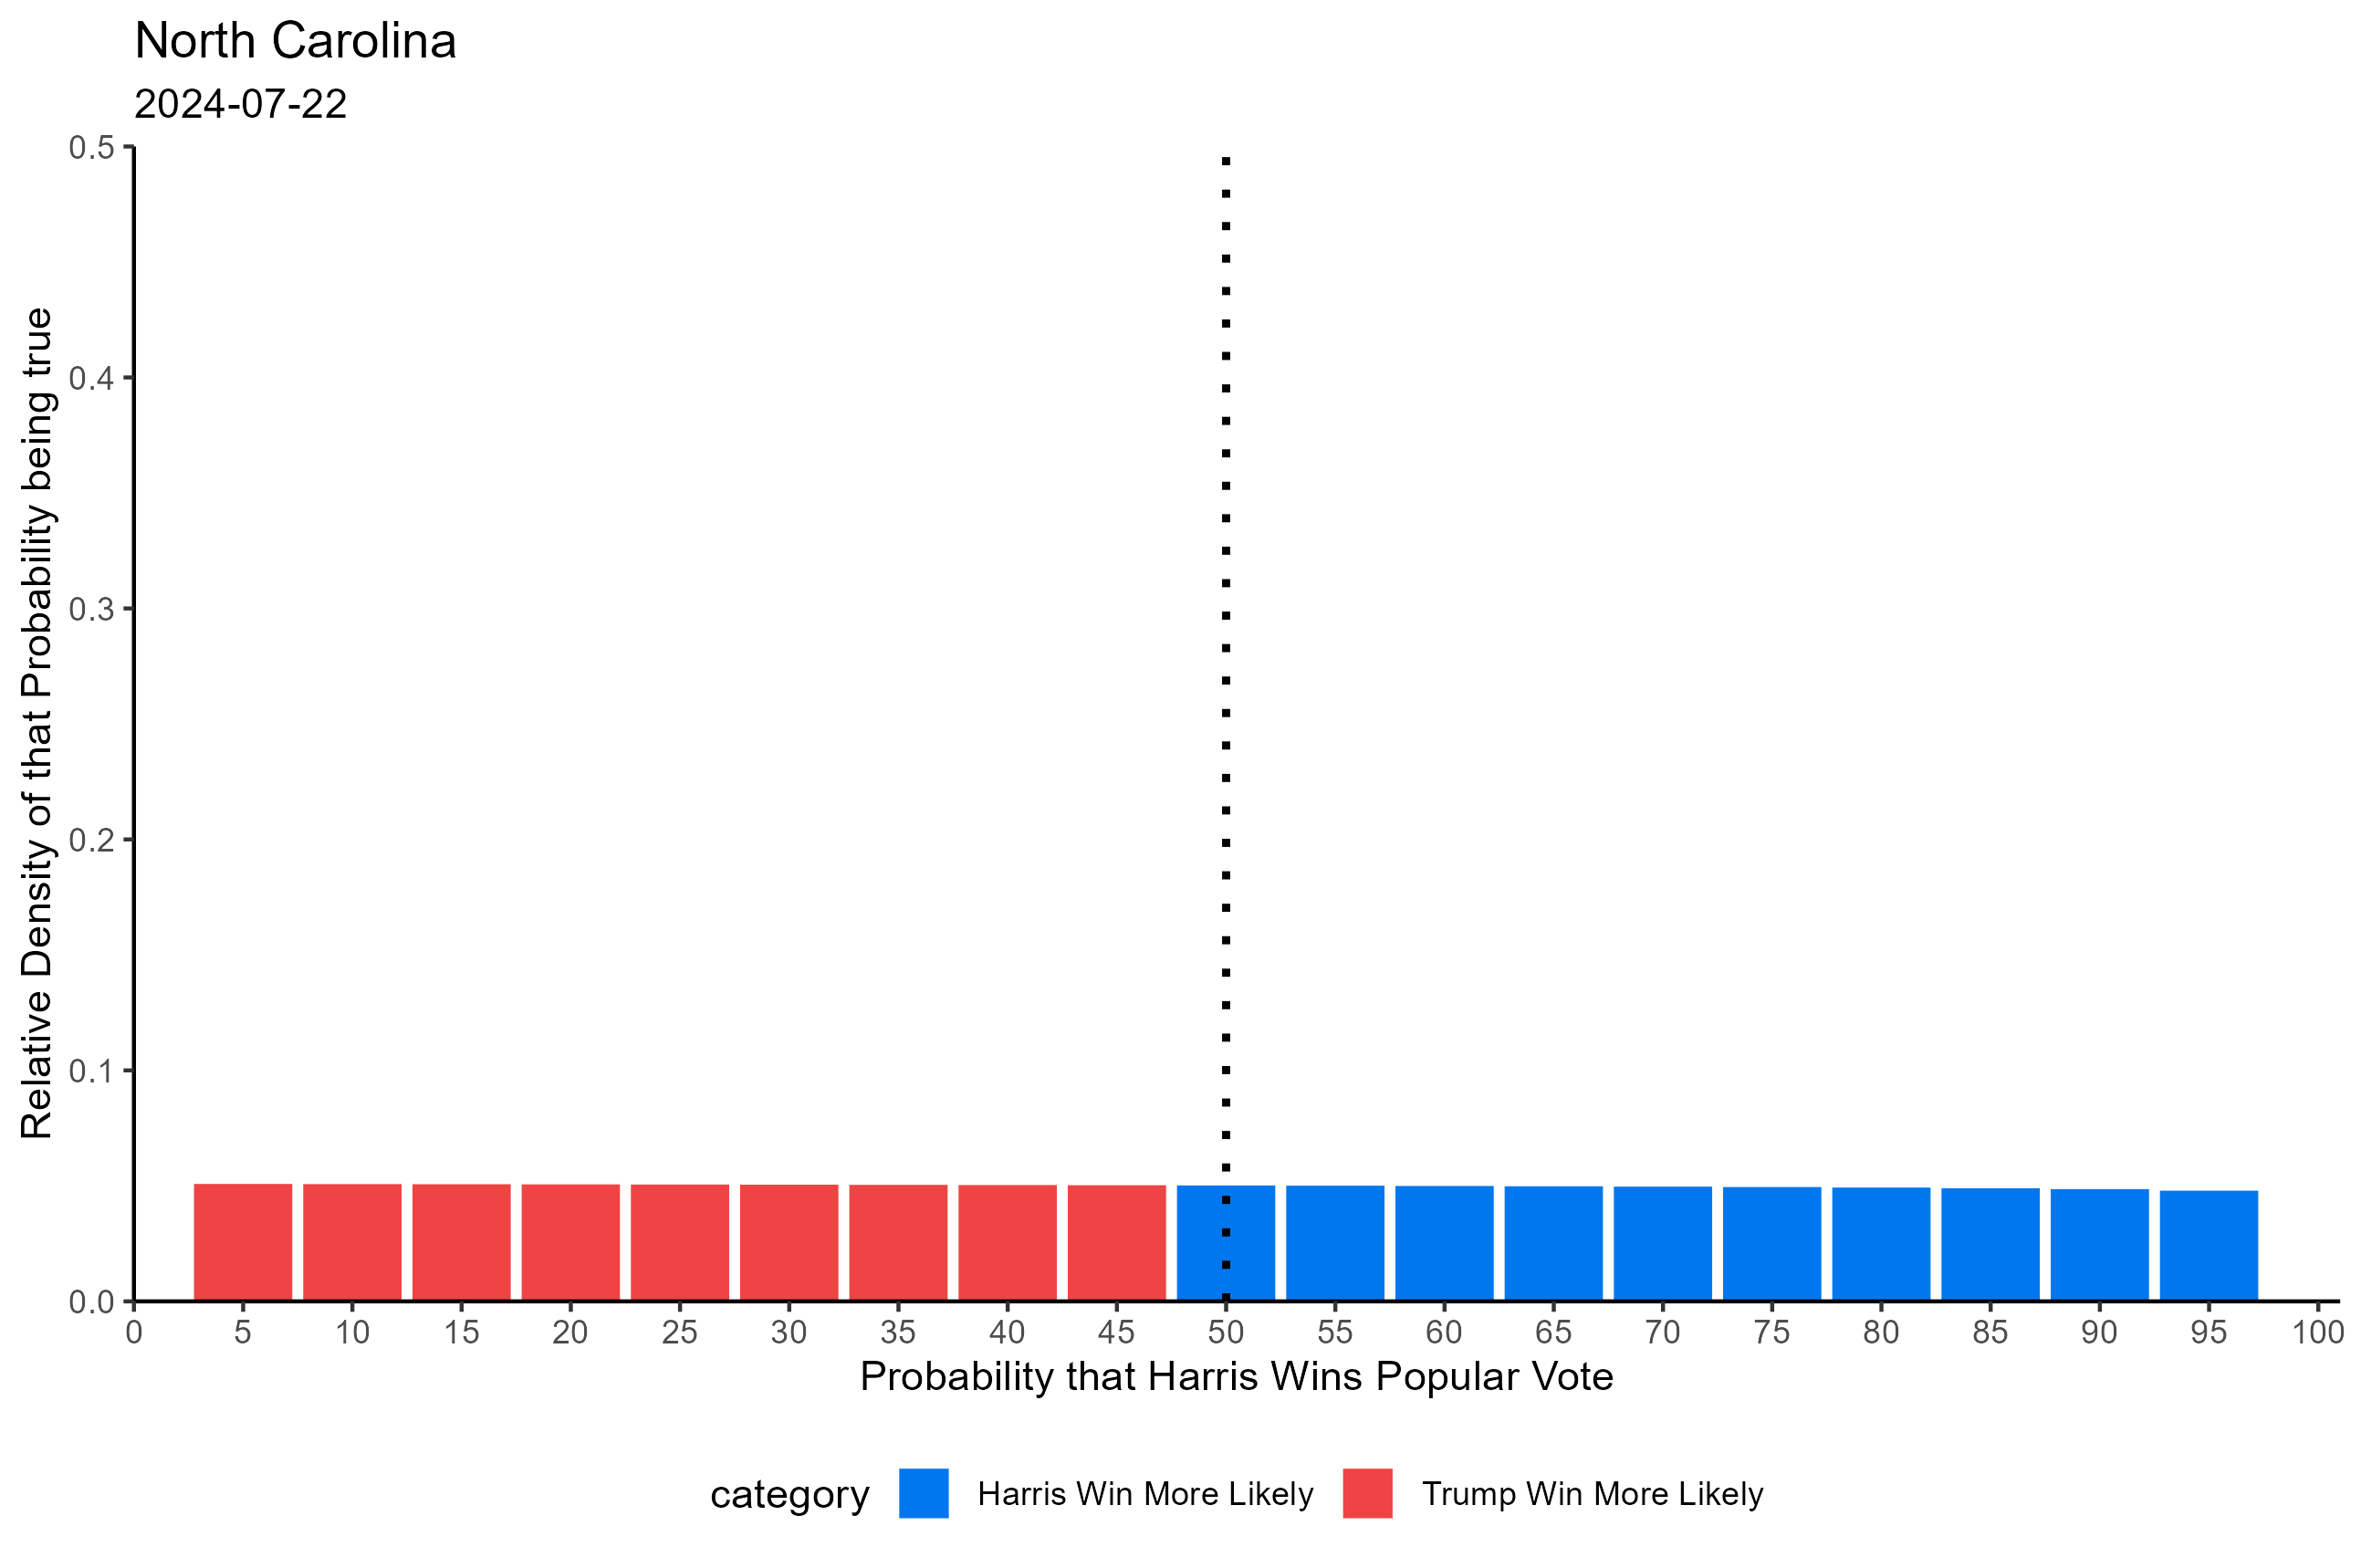 North Carolina
2024-07-22
Relative Density of that Probability being true
0.5
0.4
0.3
0.2
0.1
0.0
0 5 10 15 20 25 30 35 40 45 50 55 60 65 70 75 80 85 90 95 100
Probability that Harris Wins Popular Vote
category Harris Win More Likely Trump Win More Likely